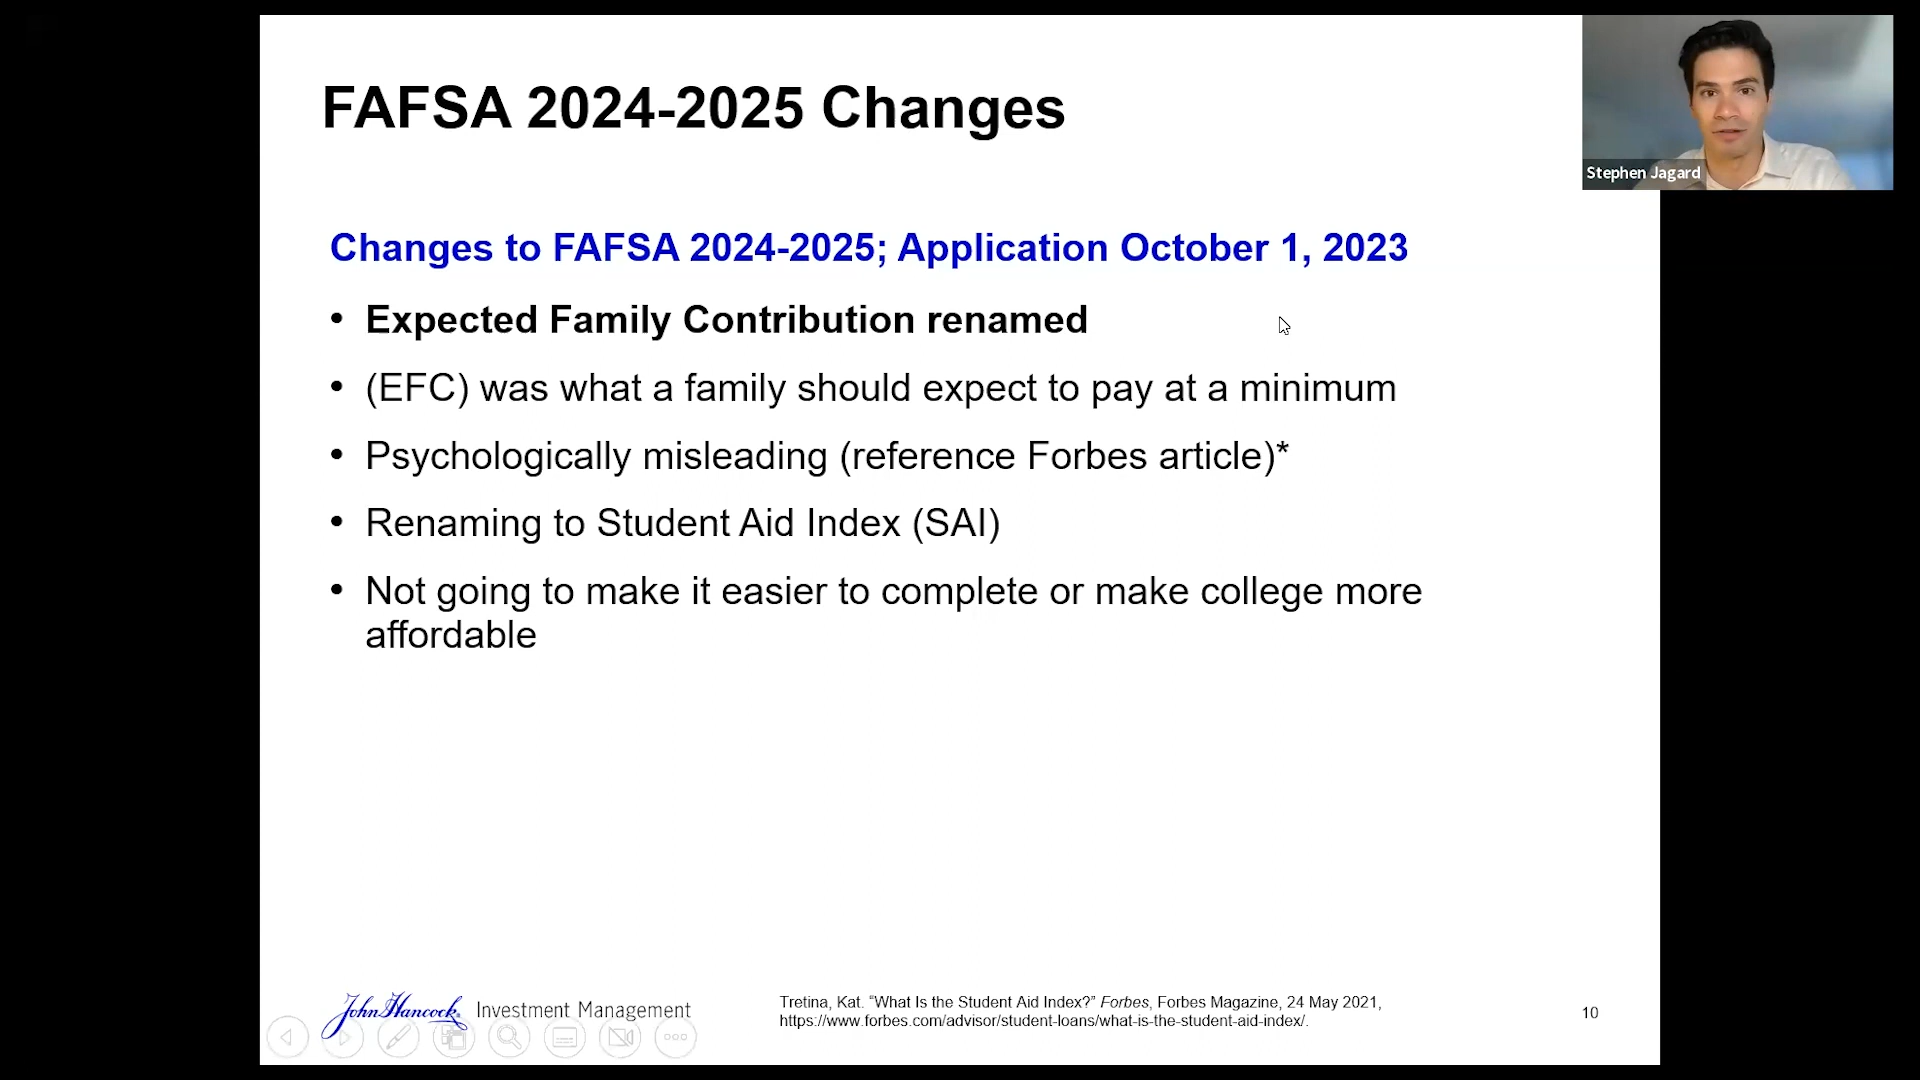 FAFSA 2024-2025 Changes
Stephen Jagard
Changes to FAFSA 2024-2025; Application October 1, 2023
• Expected Family Contribution renamed
• (EFC) was what a family should expect to pay at a minimum
• Psychologically misleading (reference Forbes article)*
• Renaming to Student Aid Index (SAI)
• Not going to make it easier to complete or make college more
affordable
John Hancock. Investment Management
Tretina, Kat. “What Is the Student Aid Index?” Forbes, Forbes Magazine, 24 May 2021,
https://www.forbes.com/advisor/student-loans/what-is-the-student-aid-index/.
10